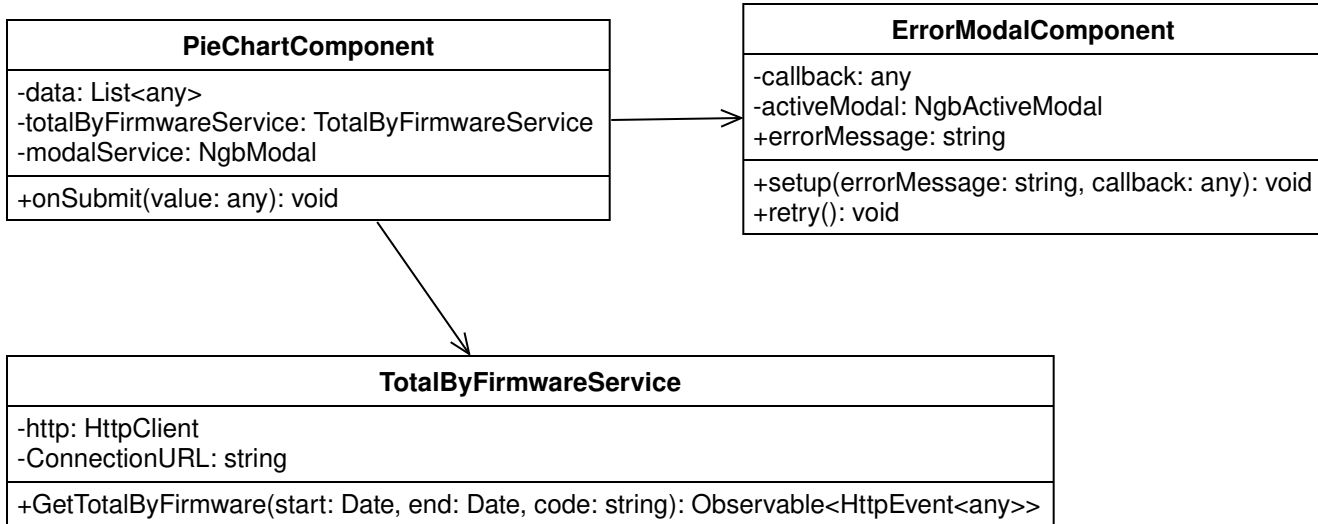 PieChartComponent
-data: List<any>
-totalByFirmwareService: TotalByFirmwareService
-modalService: NgbModal
+onSubmit(value: any): void
ErrorModalComponent
-callback: any
-activeModal: NgbActiveModal
+errorMessage: string
+setup(errorMessage: string, callback: any): void
+retry(): void
TotalByFirmwareService
-http: HttpClient
-ConnectionURL: string
+GetTotalByFirmware(start: Date, end: Date, code: string): Observable<HttpEvent<any>>